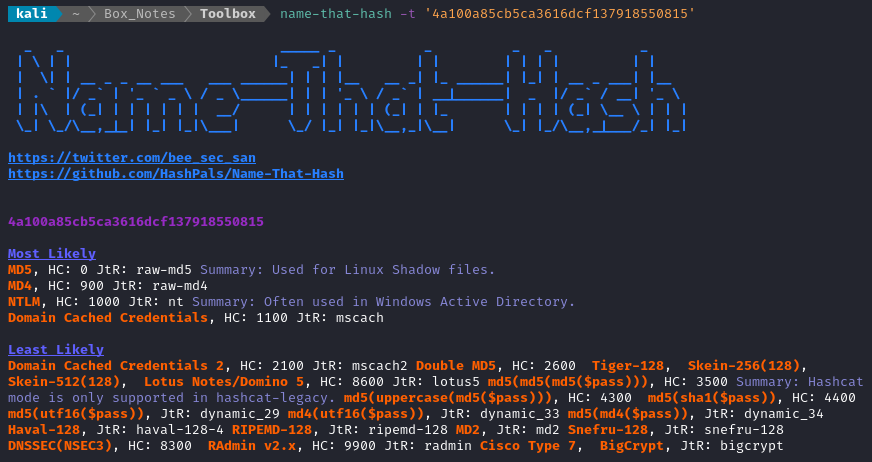 kali ~ Box_Notes Toolbox name-that-hash -t '4a100a85cb5ca3616dcf137918550815'
Name-That-Hash
https://twitter.com/bee_sec_san
https://github.com/HashPals/Name-That-Hash
4a100a85cb5ca3616dcf137918550815
Most Likely
MD5, HC: 0 JtR: raw-md5 Summary: Used for Linux Shadow files.
MD4, HC: 900 JtR: raw-md4
NTLM, HC: 1000 JtR: nt Summary: Often used in Windows Active Directory.
Domain Cached Credentials, HC: 1100 JtR: mscach
Least Likely
Domain Cached Credentials 2, HC: 2100 JtR: mscach2 Double MD5, HC: 2600  Tiger-128,  Skein-256(128),
Skein-512(128),  Lotus Notes/Domino 5, HC: 8600 JtR: lotus5 md5(md5(md5($pass))), HC: 3500 Summary: Hashcat
mode is only supported in hashcat-legacy. md5(uppercase(md5($pass))), HC: 4300  md5(sha1($pass)), HC: 4400
md5(utf16($pass)), JtR: dynamic_29 md4(utf16($pass)), JtR: dynamic_33 md5(md4($pass)), JtR: dynamic_34
Haval-128, JtR: haval-128-4 RIPEMD-128, JtR: ripemd-128 MD2, JtR: md2 Snefru-128, JtR: snefru-128
DNSSEC(NSEC3), HC: 8300  RAdmin v2.x, HC: 9900 JtR: radmin Cisco Type 7,  BigCrypt, JtR: bigcrypt